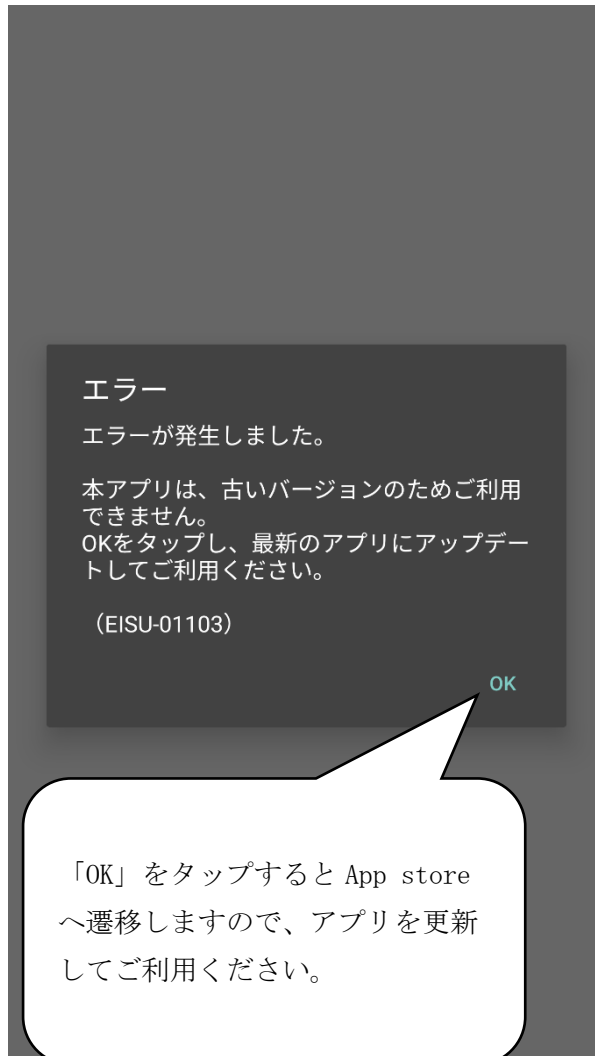 エラー
エラーが発生しました。
本アプリは、古いバージョンのためご利用
できません。
OKをタップし、最新のアプリにアップデー
トしてご利用ください。
（EISU-01103）
OK
「OK」をタップすると App store
へ遷移しますので、アプリを更新
してご利用ください。